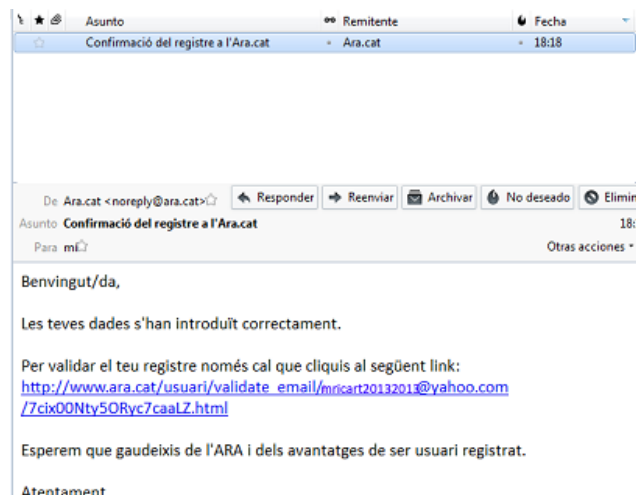 Asunto Remitente Fecha
Confirmació del registre a l'Ara.cat Ara.cat 18:18
De Ara.cat <noreply@ara.cat> Responder Reenviar Archivar No deseado Elimin
Asunto Confirmació del registre a l'Ara.cat 18:
Para mí Otras acciones
Benvingut/da,
Les teves dades s'han introduït correctament.
Per validar el teu registre només cal que cliquis al següent link:
http://www.ara.cat/usuari/validate_email/mricart20132013@yahoo.com
/7cix00Nty5ORyc7caaLZ.html
Esperem que gaudeixis de l'ARA i dels avantatges de ser usuari registrat.
Atentament